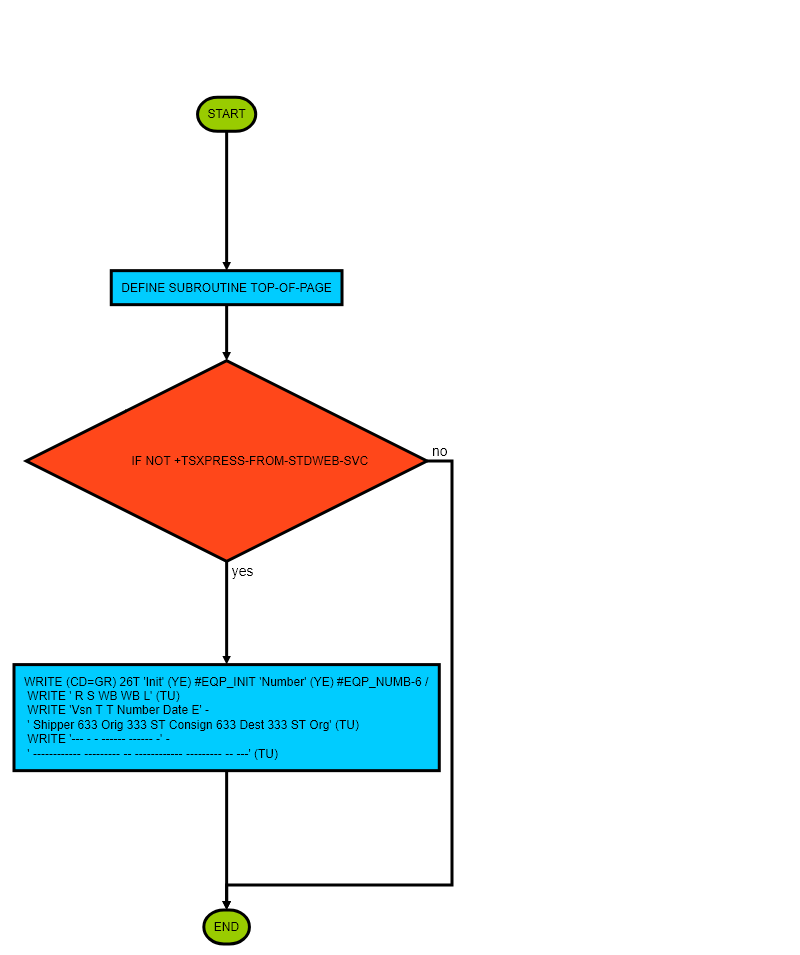 START
DEFINE SUBROUTINE TOP-OF-PAGE
IF NOT +TSXPRESS-FROM-STDWEB-SVC
no
yes
WRITE (CD=GR) 26T 'Init' (YE) #EQP_INIT 'Number' (YE) #EQP_NUMB-6 /
WRITE ' R S WB WB L' (TU)
WRITE 'Vsn T T Number Date E' -
' Shipper 633 Orig 333 ST Consign 633 Dest 333 ST Org' (TU)
WRITE '--- - - ------ ------ -' -
' ------------ --------- -- ------------ --------- -- ---' (TU)
END